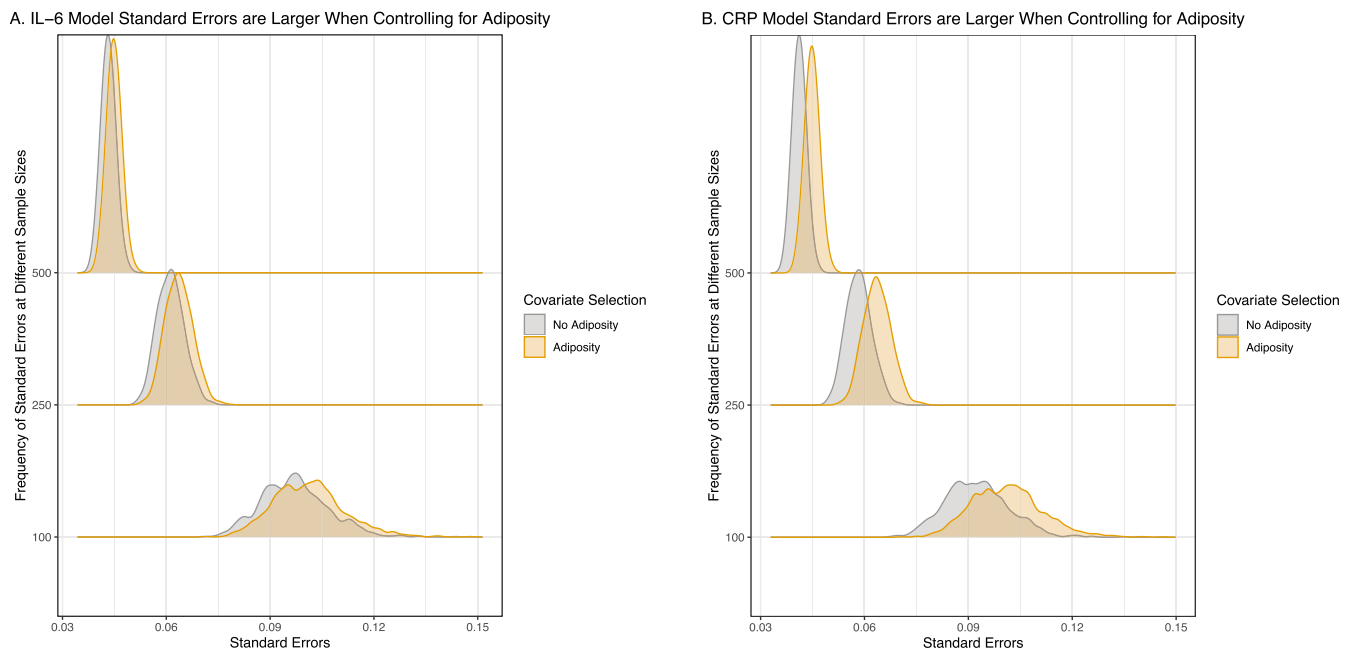 A. IL−6 Model Standard Errors are Larger When Controlling for Adiposity
Frequency of Standard Errors at Different Sample Sizes
500
250
100
0.03 0.06 0.09 0.12 0.15
Standard Errors
Covariate Selection
No Adiposity
Adiposity
B. CRP Model Standard Errors are Larger When Controlling for Adiposity
Frequency of Standard Errors at Different Sample Sizes
500
250
100
0.03 0.06 0.09 0.12 0.15
Standard Errors
Covariate Selection
No Adiposity
Adiposity